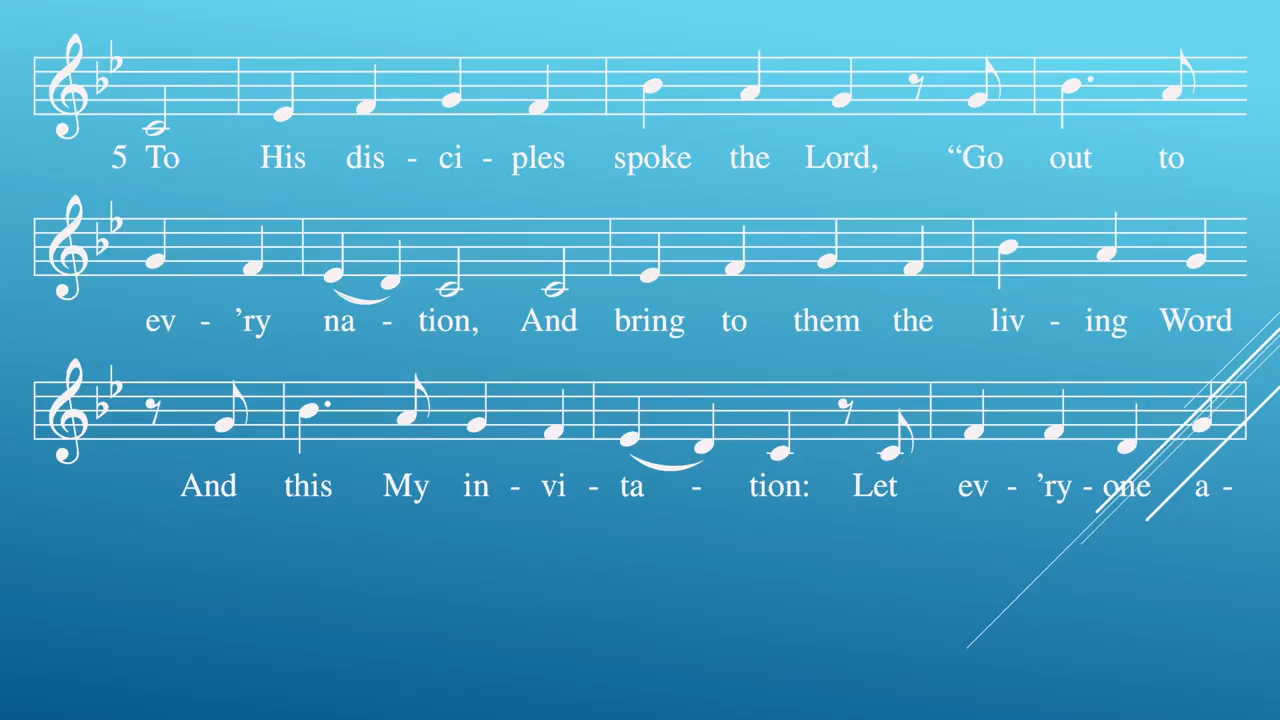 5 To His dis - ci - ples spoke the Lord, “Go out to
ev - ’ry na - tion, And bring to them the liv - ing Word
And this My in - vi - ta - tion: Let ev - ’ry - one a -